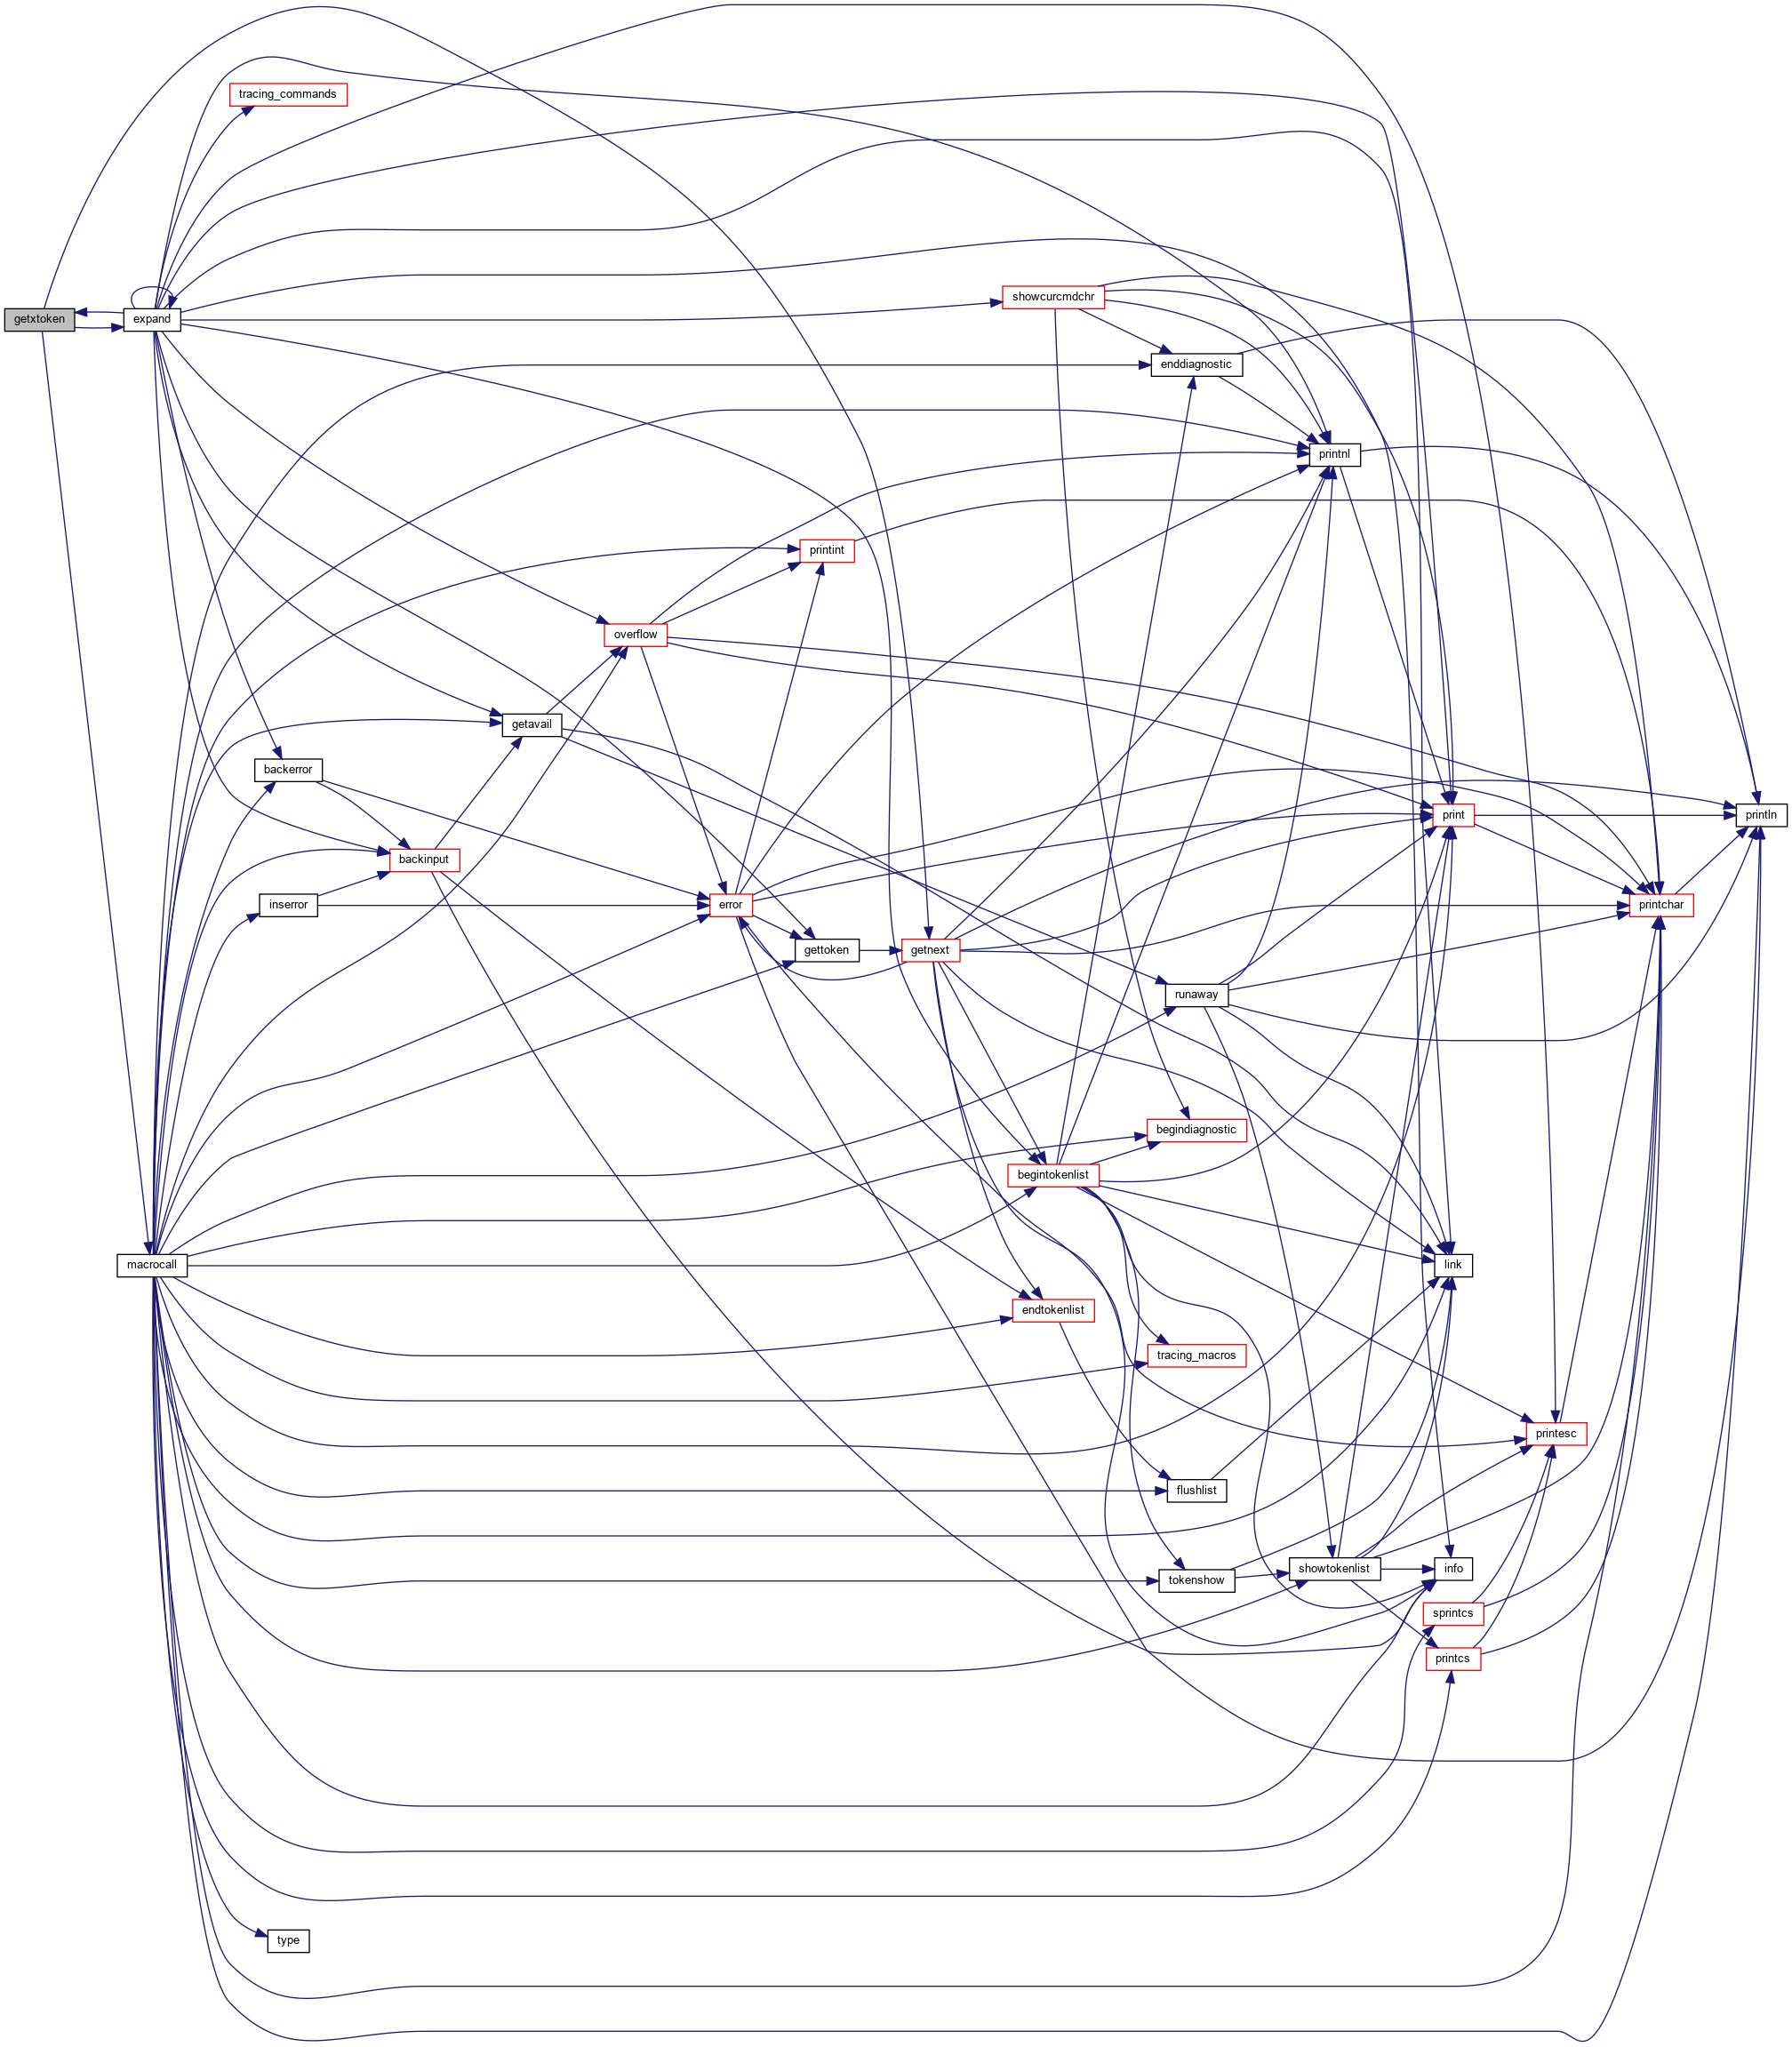 tracing_commands
showcurcmdchr
getxtoken
expand
enddiagnostic
printnl
printint
overflow
getavail
backerror
print
println
backinput
inserror
error
printchar
gettoken
getnext
runaway
begindiagnostic
begintokenlist
macrocall
link
endtokenlist
tracing_macros
printesc
flushlist
showtokenlist
info
tokenshow
sprintcs
printcs
type